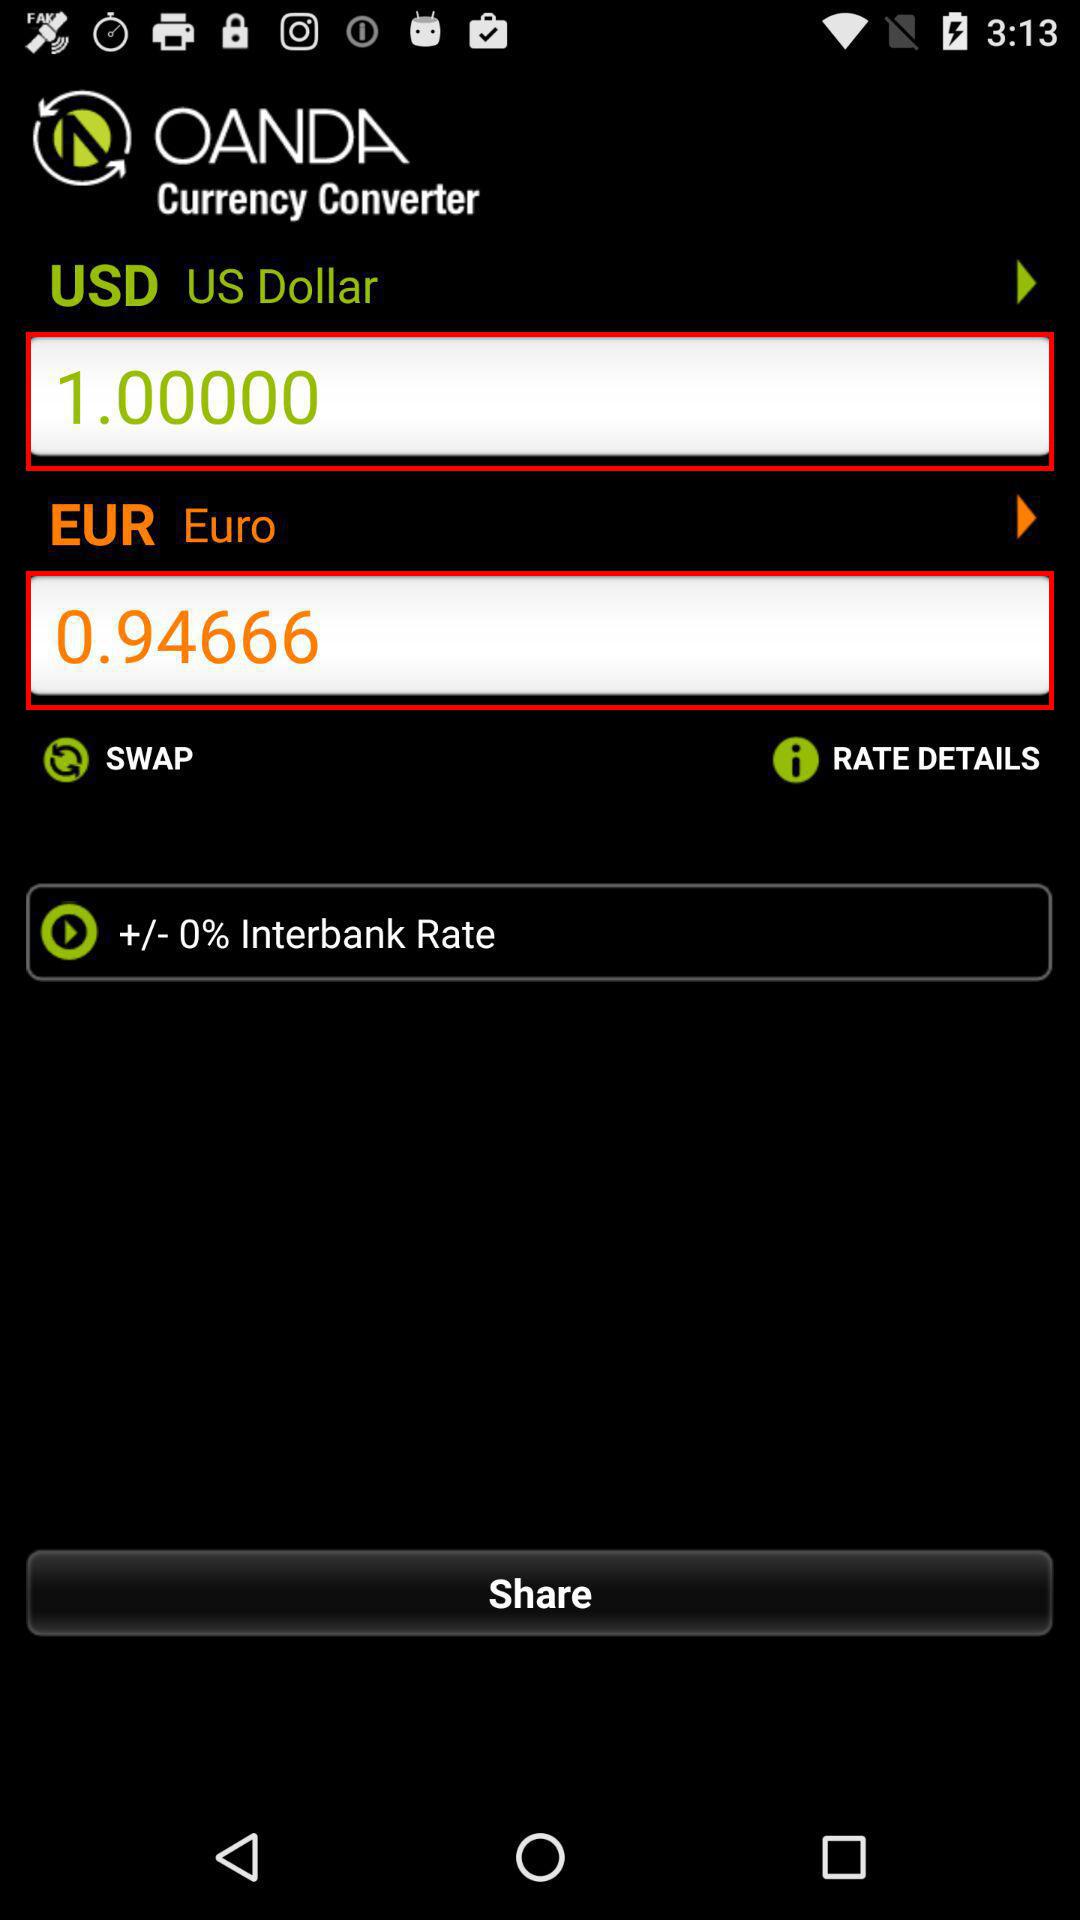 FAKE
3:13
OANDA
Currency Converter
USD US Dollar
1.00000
EUR Euro
0.94666
SWAP
RATE DETAILS
+/- 0% Interbank Rate
Share